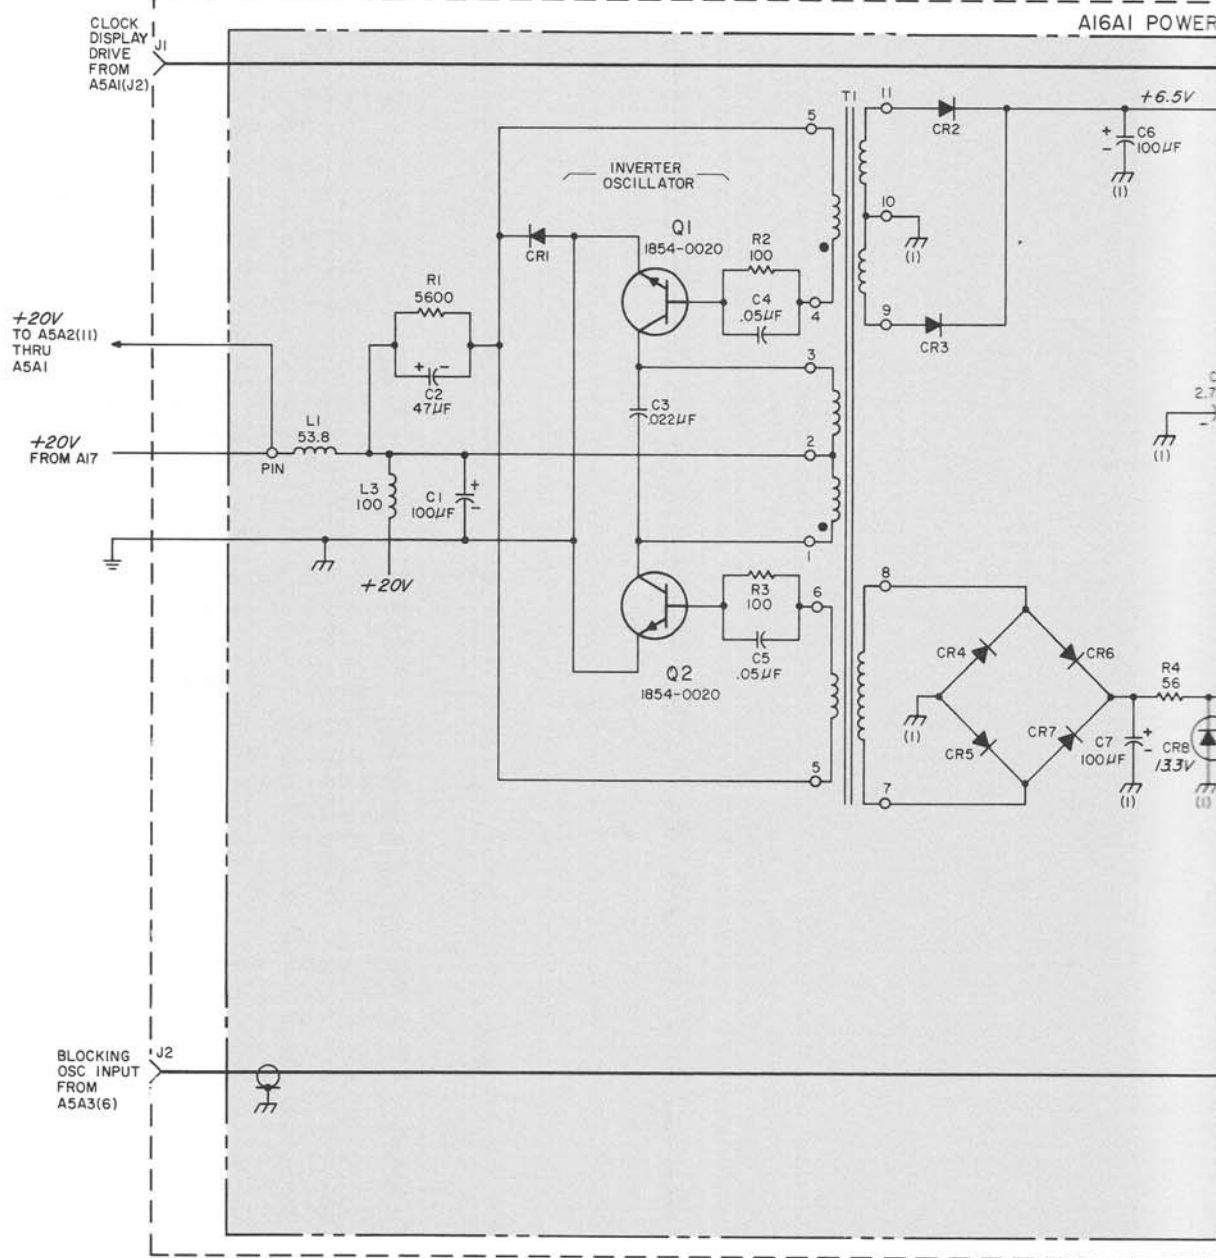 A16A1 POWER
CLOCK
DISPLAY
DRIVE
FROM
A5A1(J2)
J1
T1
11
CR2
+6.5V
+
-
C6
100µF
(1)
5
INVERTER
OSCILLATOR
10
(1)
Q1
1854-0020
CR1
R2
100
C4
.05µF
4
9
CR3
R1
5600
+ -
C2
47µF
+20V
TO A5A2(11)
THRU
A5A1
3
C3
.022µF
2.7
-
(1)
L1
53.8
+20V
FROM A17
PIN
2
L3
100
C1
100µF
+
-
+20V
1
8
R3
100
C5
.05µF
6
Q2
1854-0020
CR4
CR6
R4
56
(1)
CR5
CR7
C7
100µF
+
-
(1)
CR8
13.3V
(1)
5
7
BLOCKING
OSC INPUT
FROM
A5A3(6)
J2